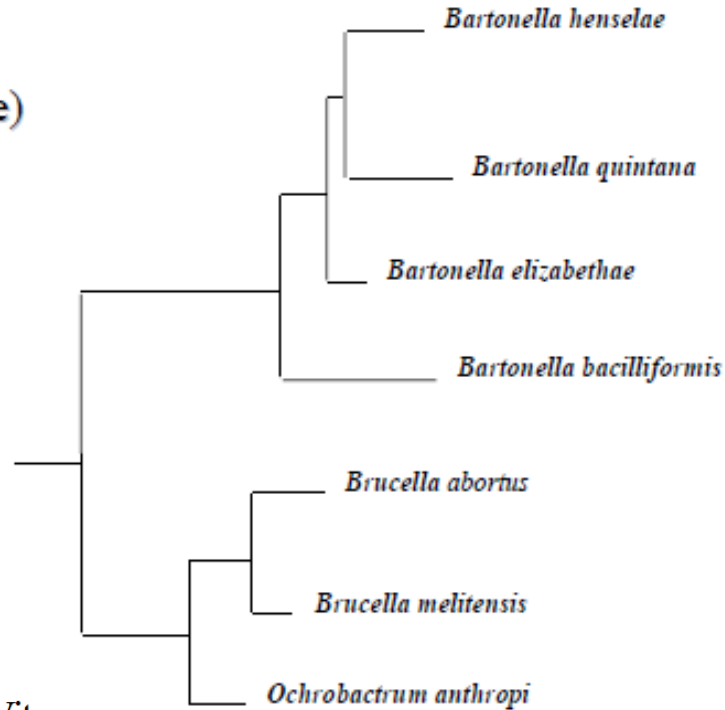 Bartonella henselae
e)
Bartonella quintana
Bartonella elizabethae
Bartonella bacilliformis
Brucella abortus
Brucella melitensis
Ochrobactrum anthropi